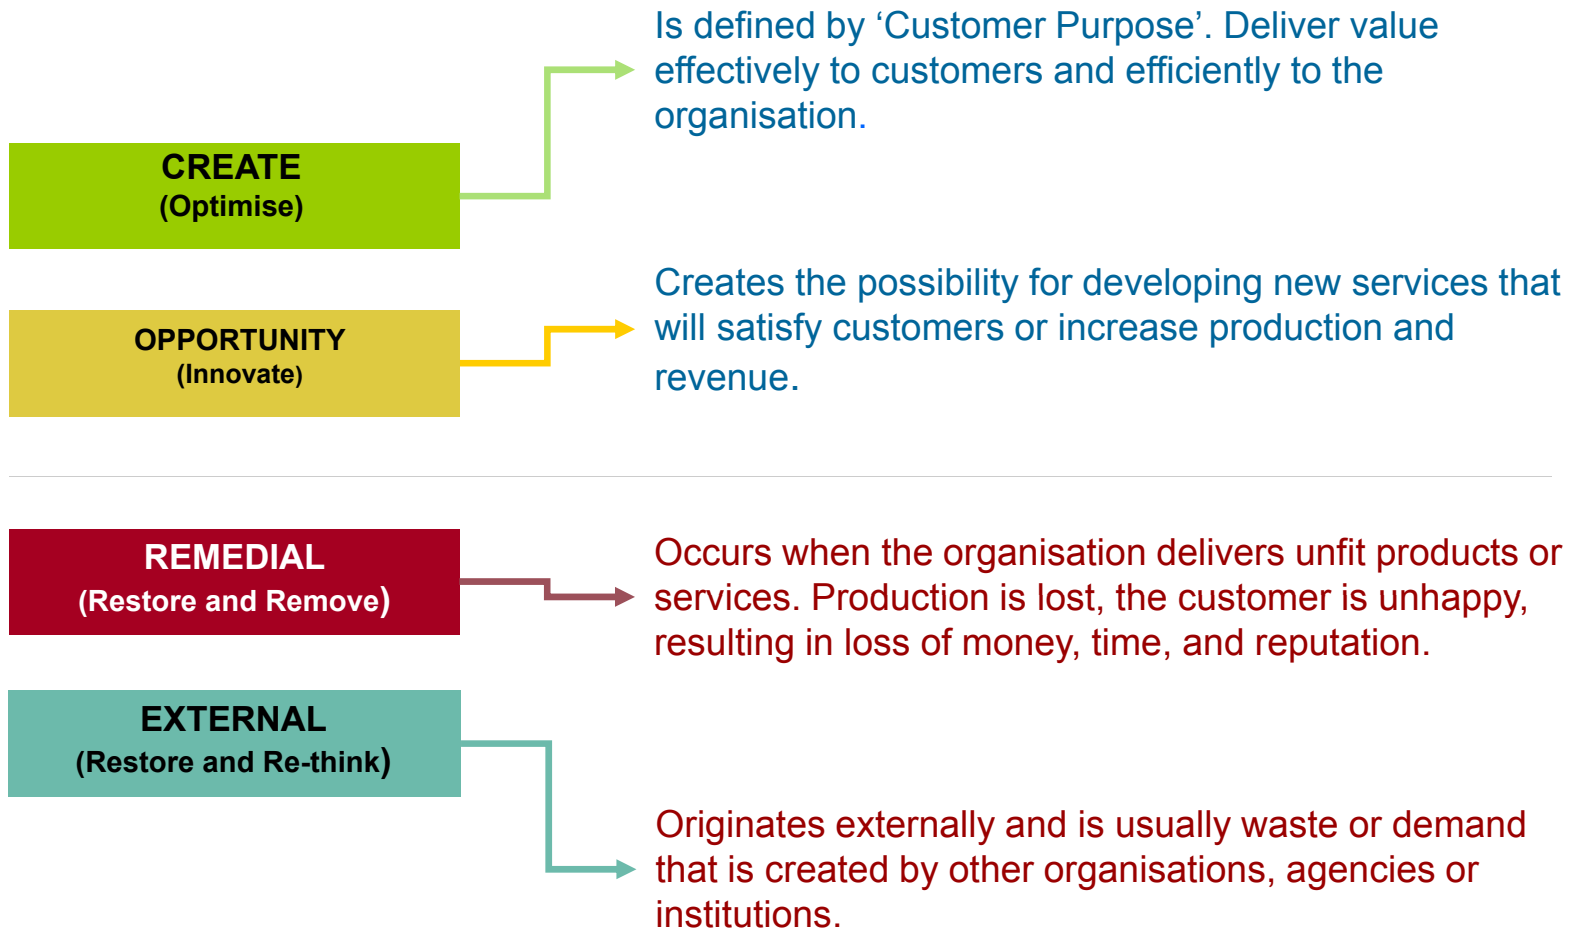 Is defined by ‘Customer Purpose’. Deliver value
effectively to customers and efficiently to the
organisation.
CREATE
(Optimise)
Creates the possibility for developing new services that
will satisfy customers or increase production and
revenue.
OPPORTUNITY
(Innovate)
REMEDIAL
(Restore and Remove)
Occurs when the organisation delivers unfit products or
services. Production is lost, the customer is unhappy,
resulting in loss of money, time, and reputation.
EXTERNAL
(Restore and Re-think)
Originates externally and is usually waste or demand
that is created by other organisations, agencies or
institutions.